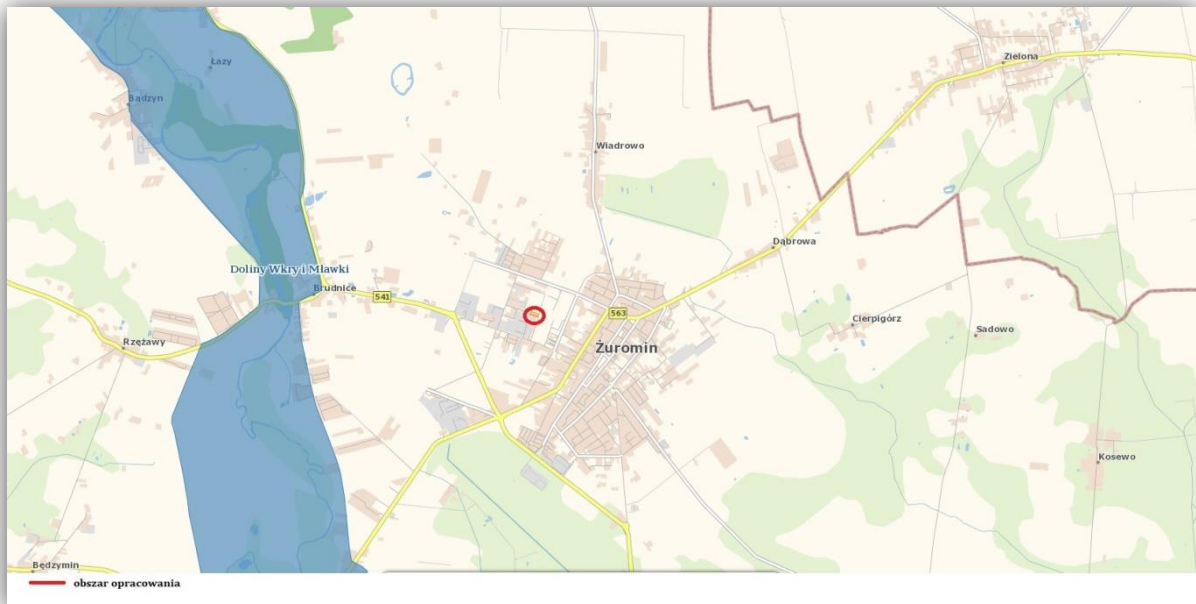 Zielona
Łazy
Bądzyn
Wiadrowo
Dąbrowa
Doliny Wkry i Mławki
Brudnice
541
563
Cierpigórz
Sadowo
Rzężawy
Żuromin
Kosewo
Będzymin
obszar opracowania